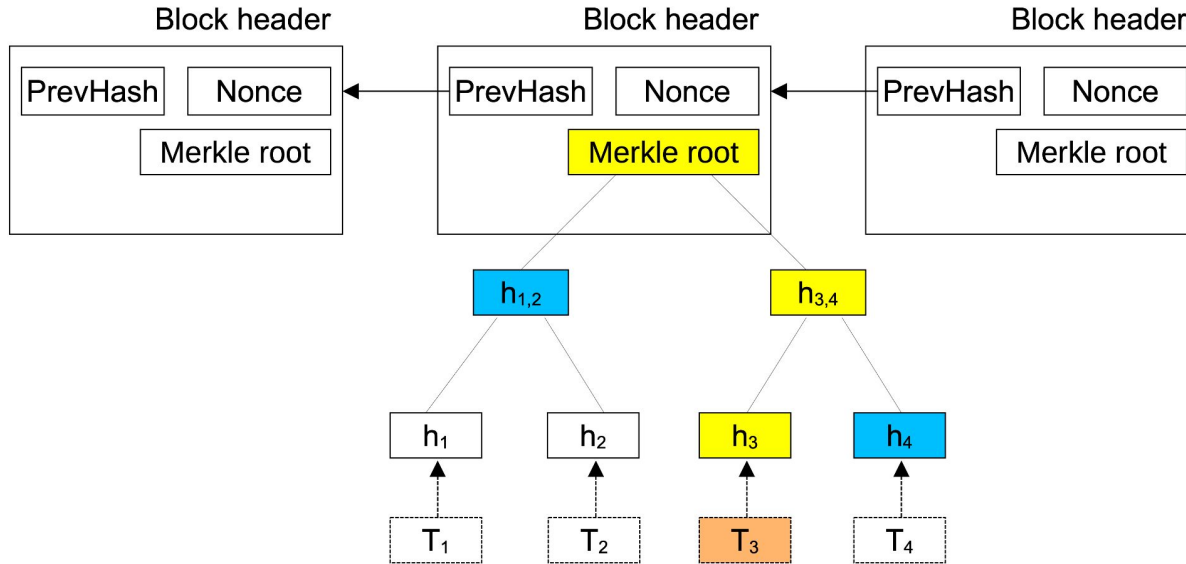 Block header Block header Block header
PrevHash Nonce PrevHash Nonce PrevHash Nonce
Merkle root Merkle root Merkle root
h₁,₂ h₃,₄
h₁ h₂ h₃ h₄
T₁ T₂ T₃ T₄